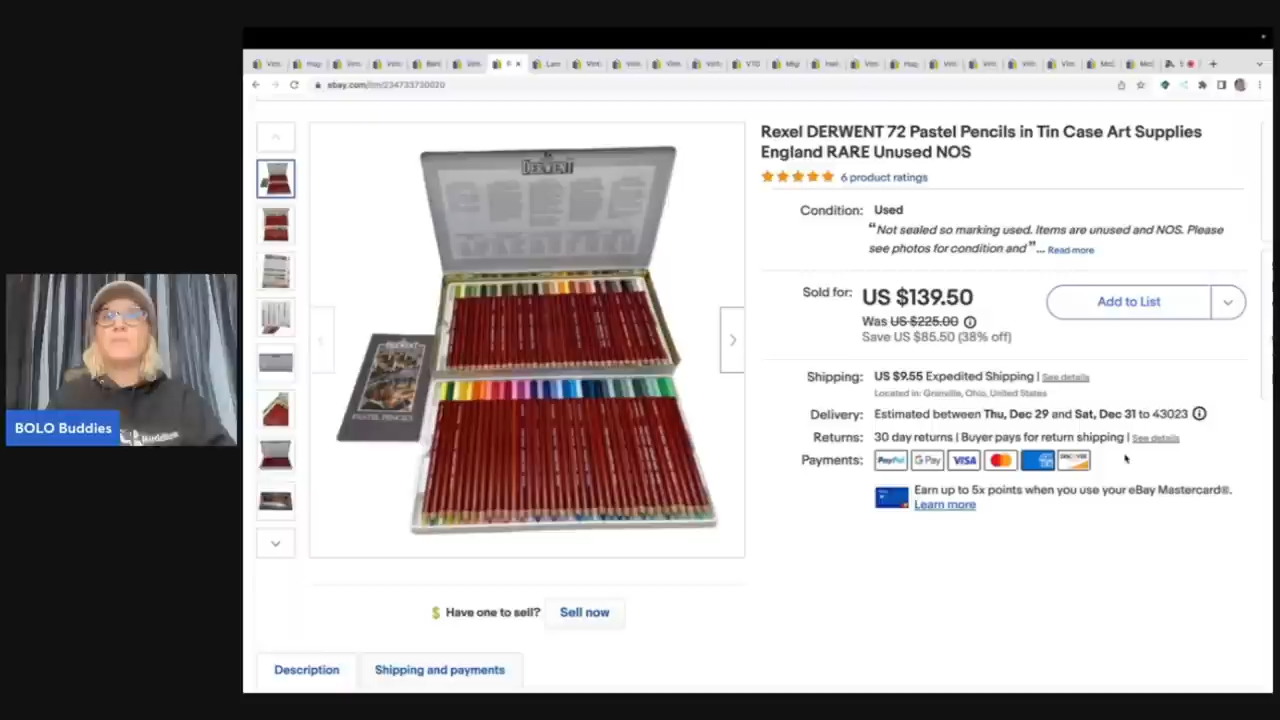 ebay.com/itm/234733730020
Rexel DERWENT 72 Pastel Pencils in Tin Case Art Supplies
England RARE Unused NOS
6 product ratings
Condition: Used
“Not sealed so marking used. Items are unused and NOS. Please
see photos for condition and ”... Read more
Sold for: US $139.50
Add to List
Was US $225.00
Save US $85.50 (38% off)
Shipping: US $9.55 Expedited Shipping | See details
Located in: Granville, Ohio, United States
Delivery: Estimated between Thu, Dec 29 and Sat, Dec 31 to 43023
Returns: 30 day returns | Buyer pays for return shipping | See details
Payments: PayPal G Pay VISA
DISCOVER
Earn up to 5x points when you use your eBay Mastercard®.
Learn more
DERWENT
DERWENT
PASTEL PENCILS
BOLO Buddies
$ Have one to sell? Sell now
Description
Shipping and payments